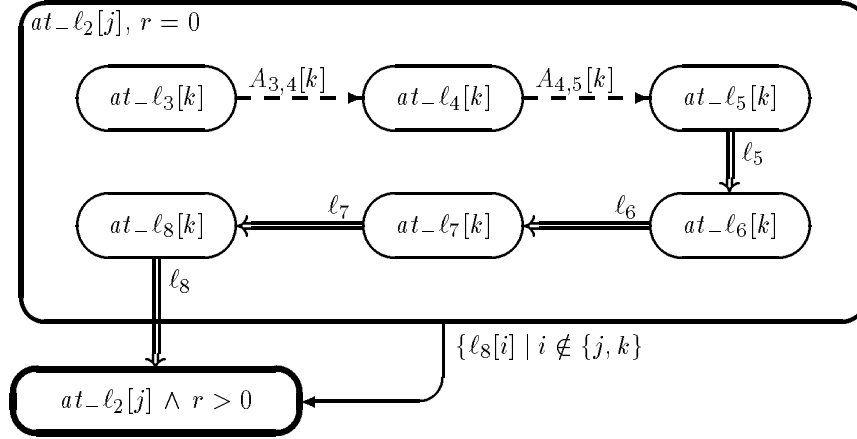 at_ℓ₂[j], r = 0
A₃,₄[k] A₄,₅[k]
at_ℓ₃[k] at_ℓ₄[k] at_ℓ₅[k]
ℓ₅
ℓ₇ ℓ₆
at_ℓ₈[k] at_ℓ₇[k] at_ℓ₆[k]
ℓ₈
{ℓ₈[i] | i ∉ {j, k}
at_ℓ₂[j] ∧ r > 0